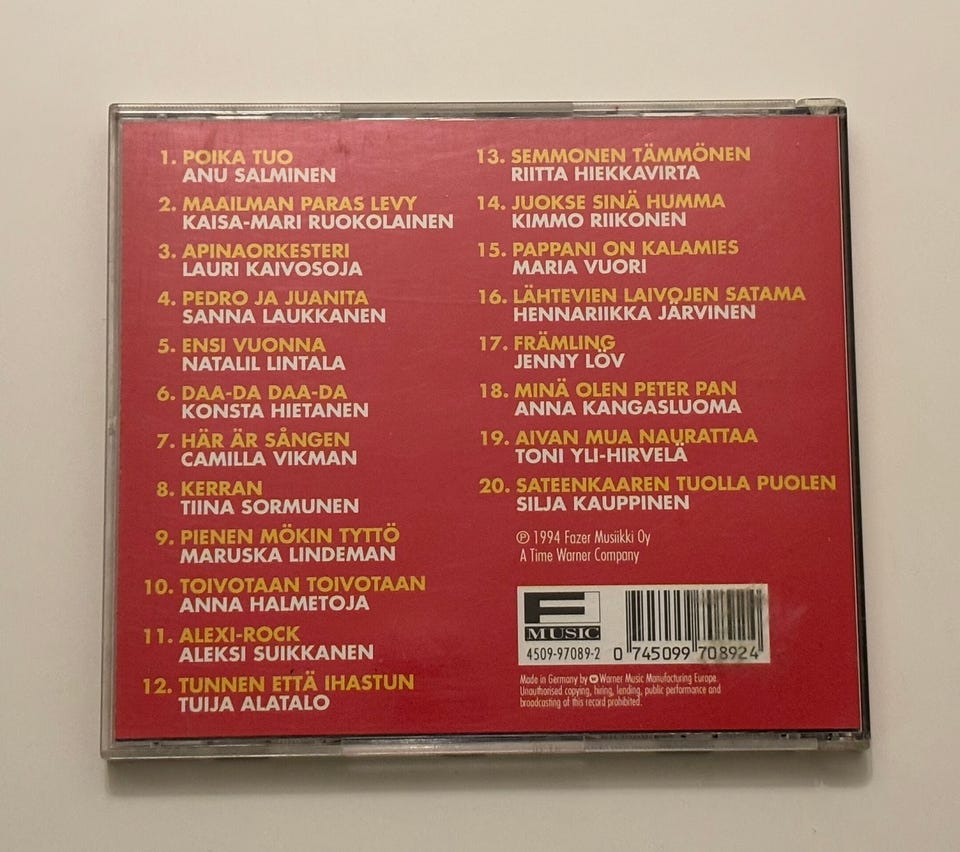 1. POIKA TUO
ANU SALMINEN
2. MAAILMAN PARAS LEVY
KAISA-MARI RUOKOLAINEN
3. APINAORKESTERI
LAURI KAIVOSOJA
4. PEDRO JA JUANITA
SANNA LAUKKANEN
5. ENSI VUONNA
NATALIL LINTALA
6. DAA-DA DAA-DA
KONSTA HIETANEN
7. HÄR ÄR SÅNGEN
CAMILLA VIKMAN
8. KERRAN
TIINA SORMUNEN
9. PIENEN MÖKIN TYTTÖ
MARUSKA LINDEMAN
10. TOIVOTAAN TOIVOTAAN
ANNA HALMETOJA
11. ALEXI-ROCK
ALEKSI SUIKKANEN
12. TUNNEN ETTÄ IHASTUN
TUIJA ALATALO
13. SEMMONEN TÄMMÖNEN
RIITTA HIEKKAVIRTA
14. JUOKSE SINÄ HUMMA
KIMMO RIIKONEN
15. PAPPANI ON KALAMIES
MARIA VUORI
16. LÄHTEVIEN LAIVOJEN SATAMA
HENNARIIKKA JÄRVINEN
17. FRÄMLING
JENNY LÖV
18. MINÄ OLEN PETER PAN
ANNA KANGASLUOMA
19. AIVAN MUA NAURATTAA
TONI YLI-HIRVELÄ
20. SATEENKAAREN TUOLLA PUOLEN
SILJA KAUPPINEN
℗ 1994 Fazer Musiikki Oy
A Time Warner Company
F
MUSIC
4509-97089-2
0 745099 708924
Made in Germany by Warner Music Manufacturing Europe.
Unauthorised copying, hiring, lending, public performance and
broadcasting of this record prohibited.